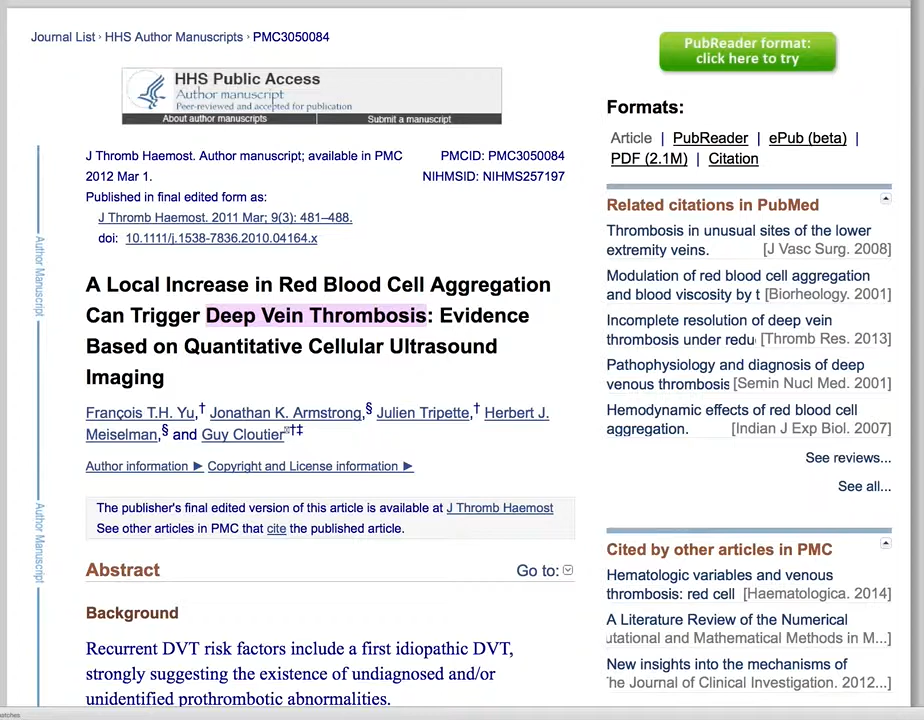 Journal List › HHS Author Manuscripts › PMC3050084
HHS Public Access
Author manuscript
Peer-reviewed and accepted for publication
About author manuscripts
Submit a manuscript
J Thromb Haemost. Author manuscript; available in PMC
2012 Mar 1.
PMCID: PMC3050084
NIHMSID: NIHMS257197
Published in final edited form as:
J Thromb Haemost. 2011 Mar; 9(3): 481–488.
doi: 10.1111/j.1538-7836.2010.04164.x
A Local Increase in Red Blood Cell Aggregation
Can Trigger Deep Vein Thrombosis: Evidence
Based on Quantitative Cellular Ultrasound
Imaging
François T.H. Yu,† Jonathan K. Armstrong,§ Julien Tripette,† Herbert J.
Meiselman,§ and Guy Cloutier†‡
Author information ► Copyright and License information ►
The publisher's final edited version of this article is available at J Thromb Haemost
See other articles in PMC that cite the published article.
Abstract
Go to:
Background
Recurrent DVT risk factors include a first idiopathic DVT,
strongly suggesting the existence of undiagnosed and/or
unidentified prothrombotic abnormalities.
Author Manuscript
Author Manuscript
PubReader format:
click here to try
Formats:
Article | PubReader | ePub (beta) |
PDF (2.1M) | Citation
Related citations in PubMed
Thrombosis in unusual sites of the lower
extremity veins. [J Vasc Surg. 2008]
Modulation of red blood cell aggregation
and blood viscosity by t [Biorheology. 2001]
Incomplete resolution of deep vein
thrombosis under redu [Thromb Res. 2013]
Pathophysiology and diagnosis of deep
venous thrombosis [Semin Nucl Med. 2001]
Hemodynamic effects of red blood cell
aggregation. [Indian J Exp Biol. 2007]
See reviews...
See all...
Cited by other articles in PMC
Hematologic variables and venous
thrombosis: red cell [Haematologica. 2014]
A Literature Review of the Numerical
utational and Mathematical Methods in M...]
New insights into the mechanisms of
The Journal of Clinical Investigation. 2012...]
atches